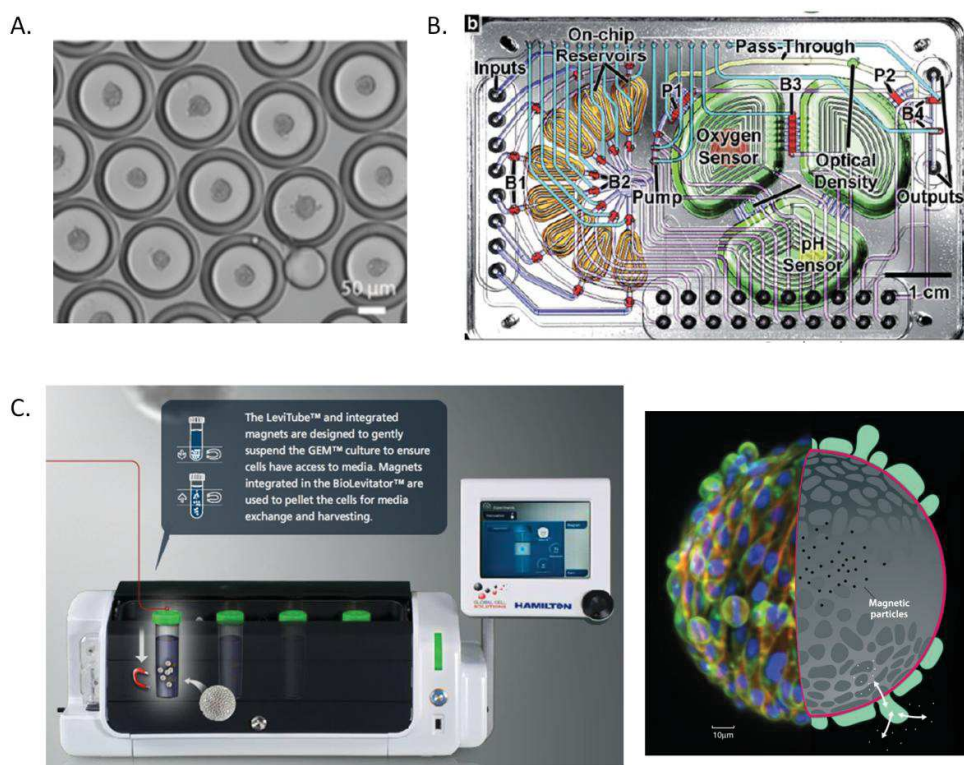 A.
50 µm
B.
b
On-chip
Reservoirs
Pass-Through
Inputs
P1
B3
P2
B4
Oxygen
Sensor
Optical
Density
B1
B2
Pump
Outputs
pH
Sensor
1 cm
C.
The LeviTube™ and integrated
magnets are designed to gently
suspend the GEM™ culture to ensure
cells have access to media. Magnets
integrated in the BioLevitator™ are
used to pellet the cells for media
exchange and harvesting.
GLOBAL CELL
SOLUTIONS
HAMILTON
Magnetic
particles
10µm